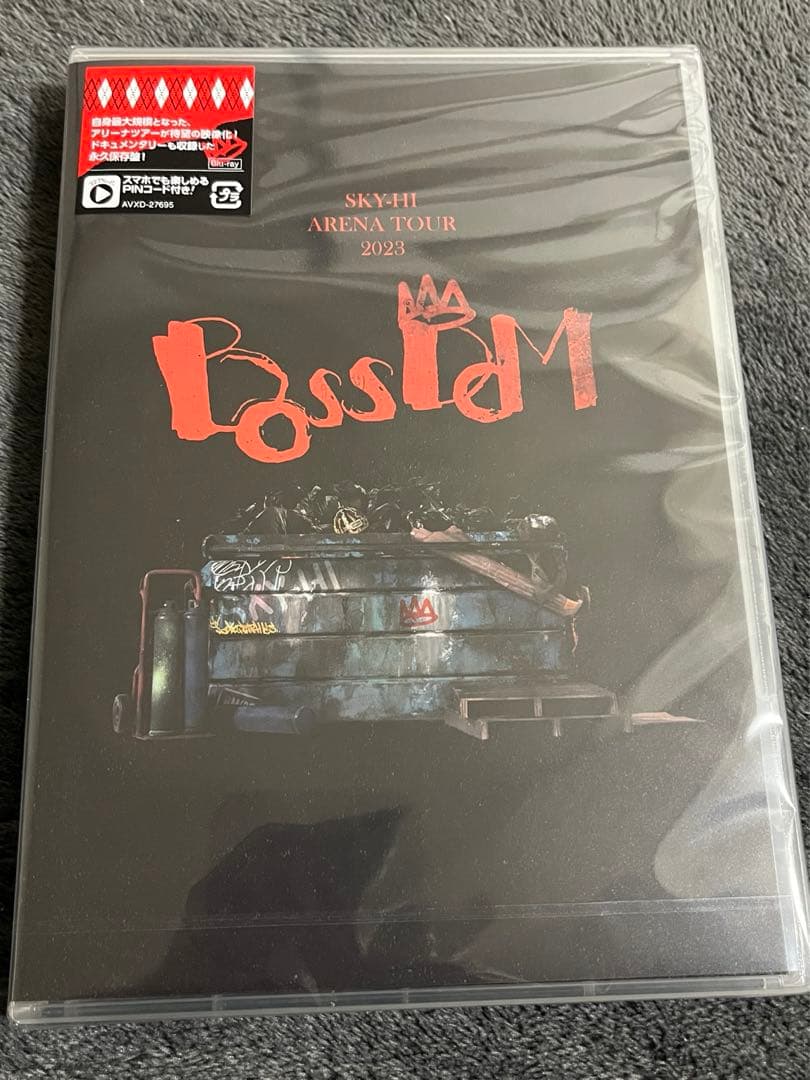 自身最大規模となった、
アリーナツアーが待望の映像化！
ドキュメンタリーも収録した
永久保存盤！
Blu-ray
スマホでも楽しめる
PINコード付き！
プラ
AVXD-27695
SKY-HI
ARENA TOUR
2023
BossDoM
HI